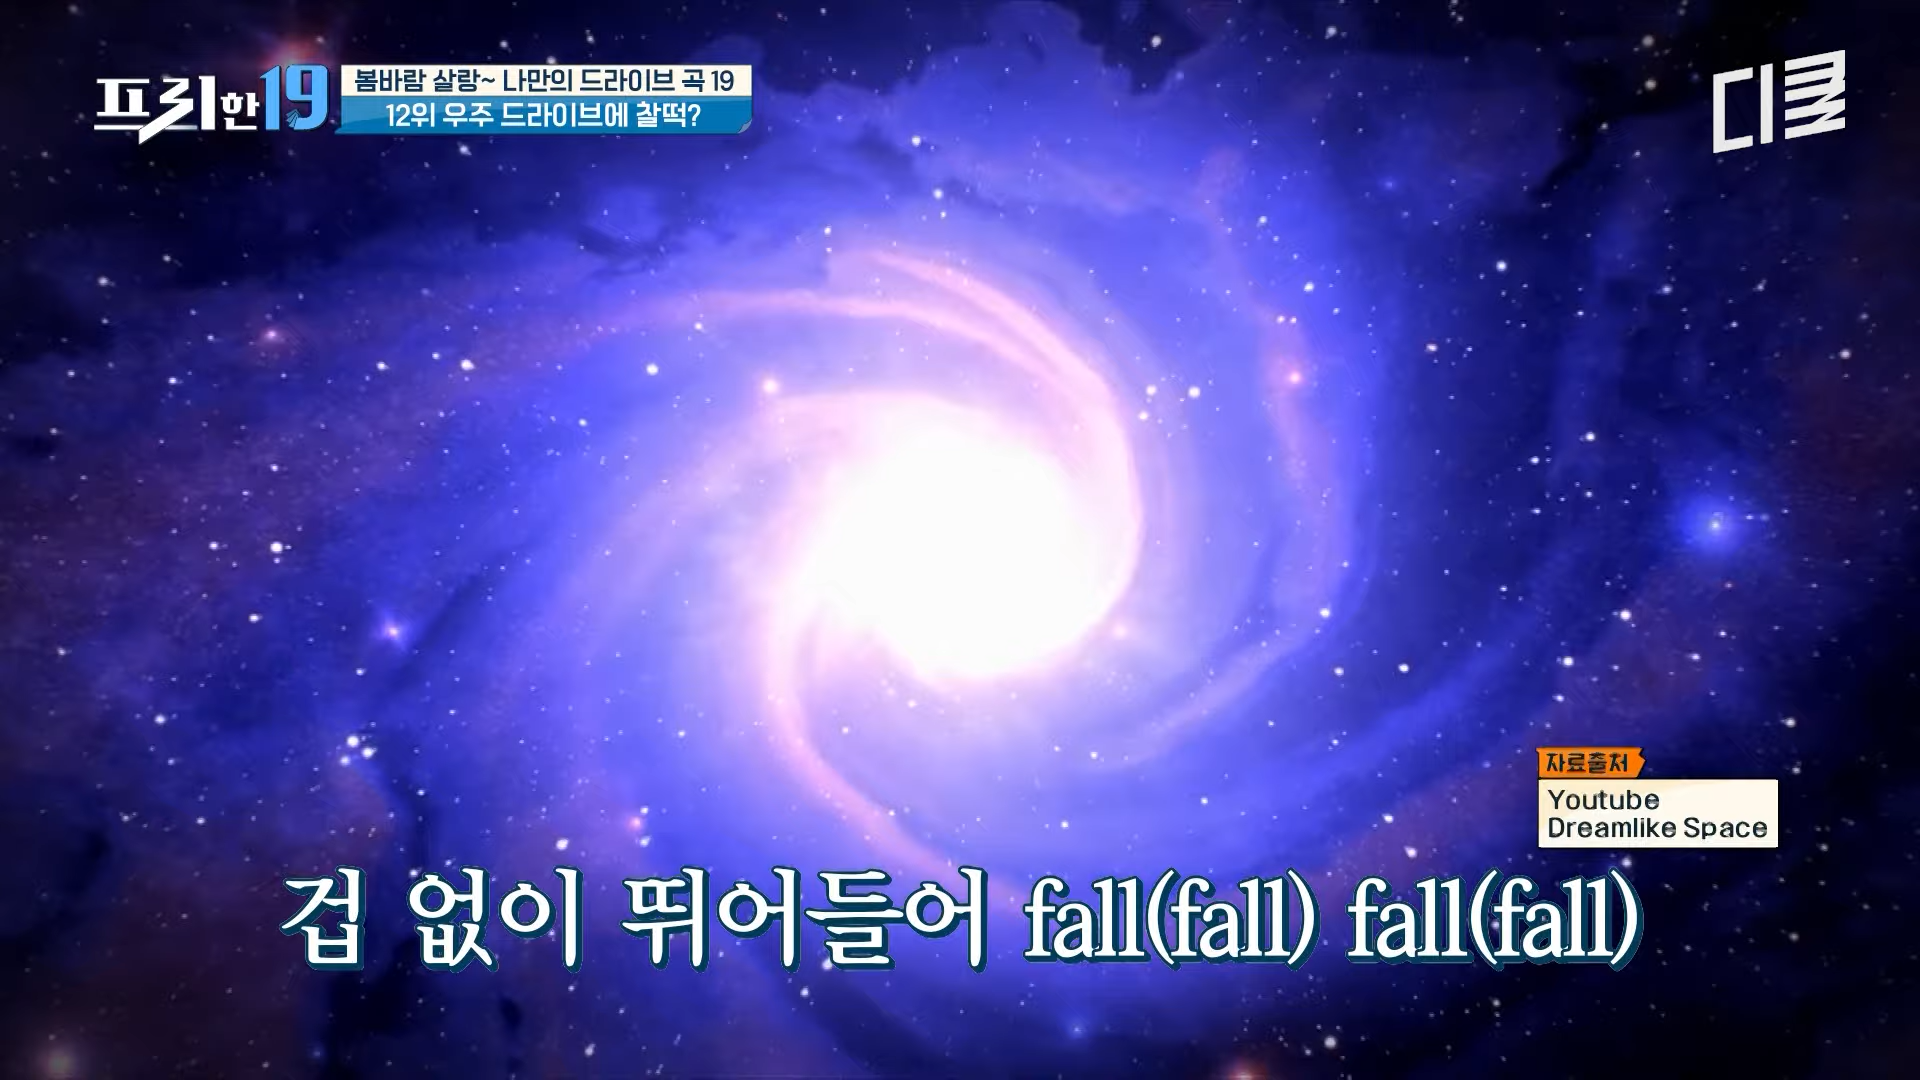 프리한19
봄바람 살랑~ 나만의 드라이브 곡 19
12위 우주 드라이브에 찰떡?
디글
자료출처
Youtube
Dreamlike Space
겁 없이 뛰어들어 fall(fall) fall(fall)